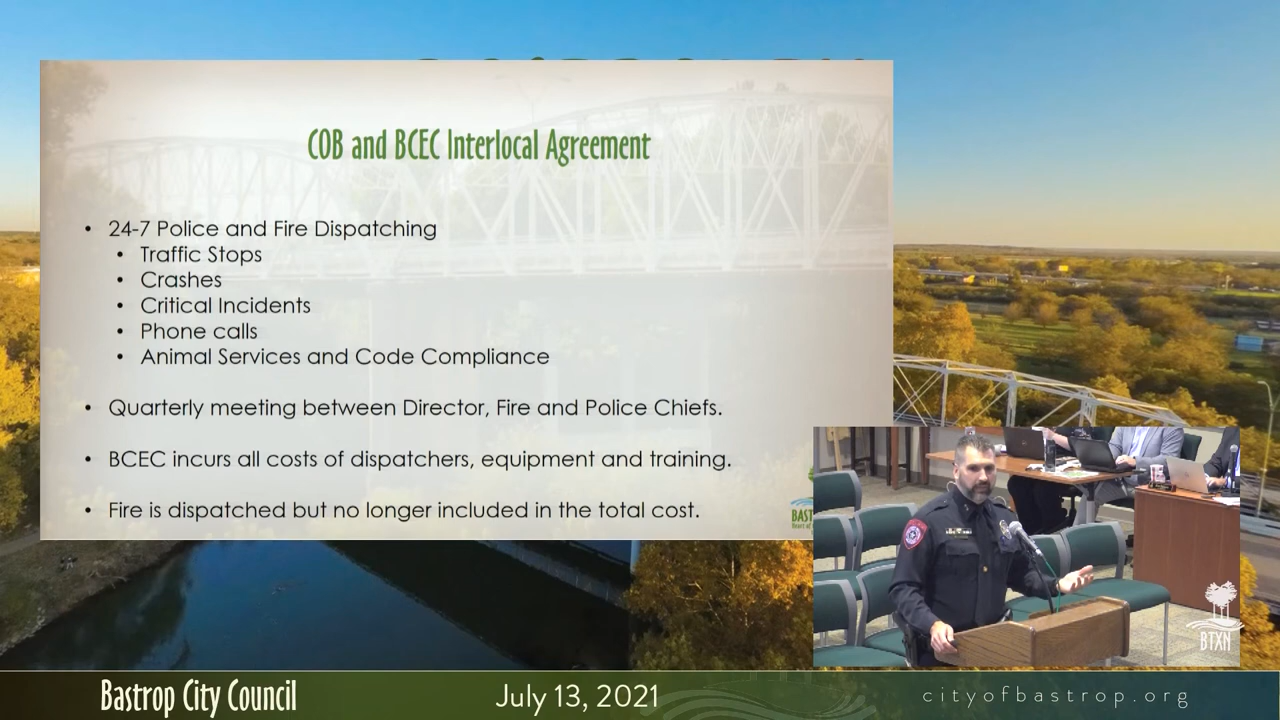 COB and BCEC Interlocal Agreement
• 24-7 Police and Fire Dispatching
• Traffic Stops
• Crashes
• Critical Incidents
• Phone calls
• Animal Services and Code Compliance
• Quarterly meeting between Director, Fire and Police Chiefs.
• BCEC incurs all costs of dispatchers, equipment and training.
• Fire is dispatched but no longer included in the total cost.
BTXN
Bastrop City Council
July 13, 2021
cityofbastrop.org